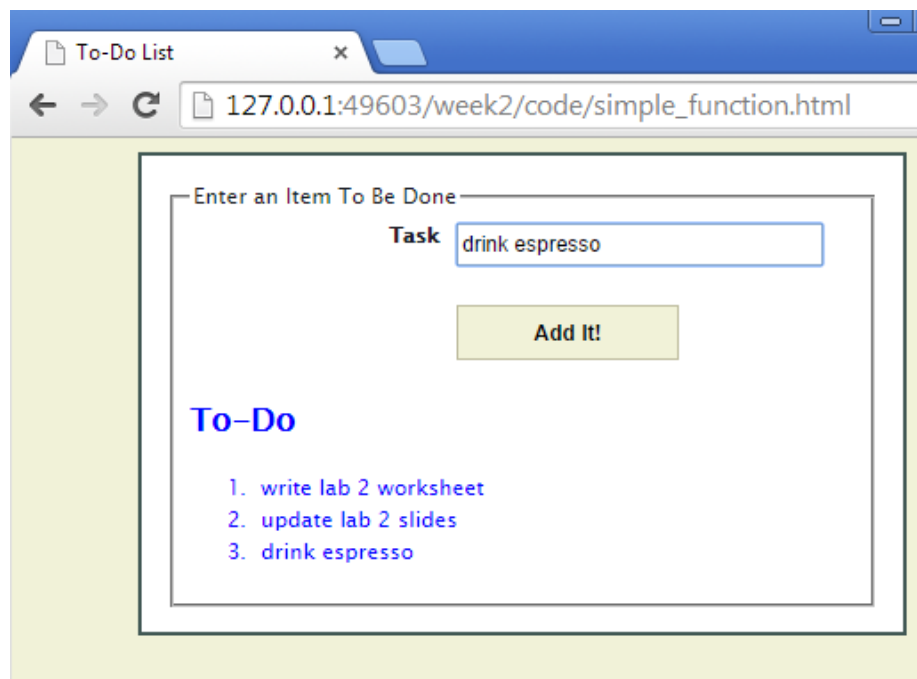 To-Do List
127.0.0.1:49603/week2/code/simple_function.html
Enter an Item To Be Done
Task drink espresso
Add It!
To-Do
1. write lab 2 worksheet
2. update lab 2 slides
3. drink espresso